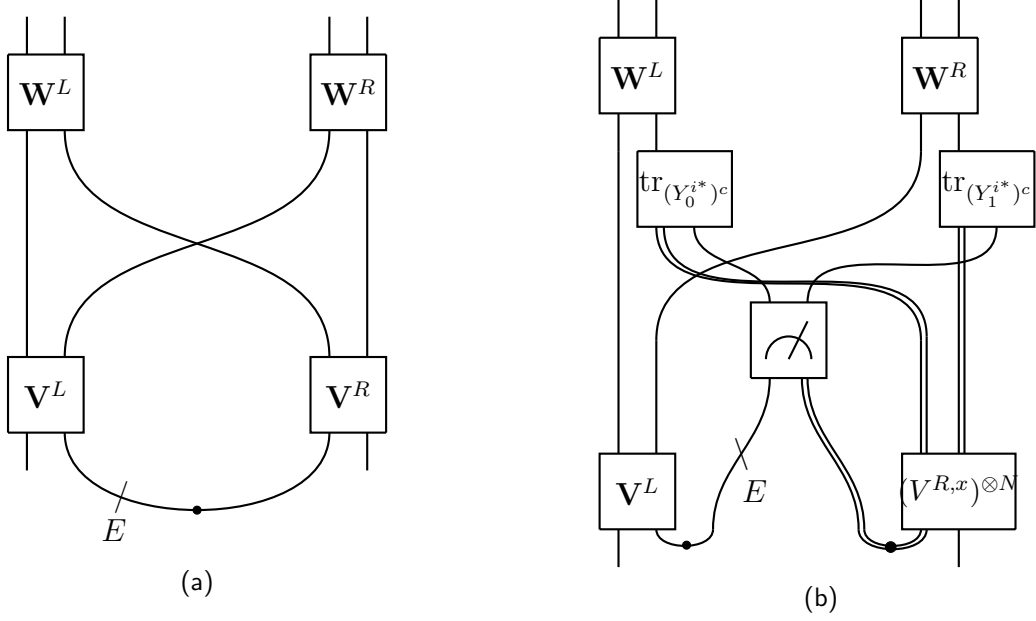 W^L W^R
V^L V^R
E
(a)
W^L W^R
tr_{(Y_0^{i*})^c} tr_{(Y_1^{i*})^c}
V^L E (V^{R,x})^{⊗N}
(b)